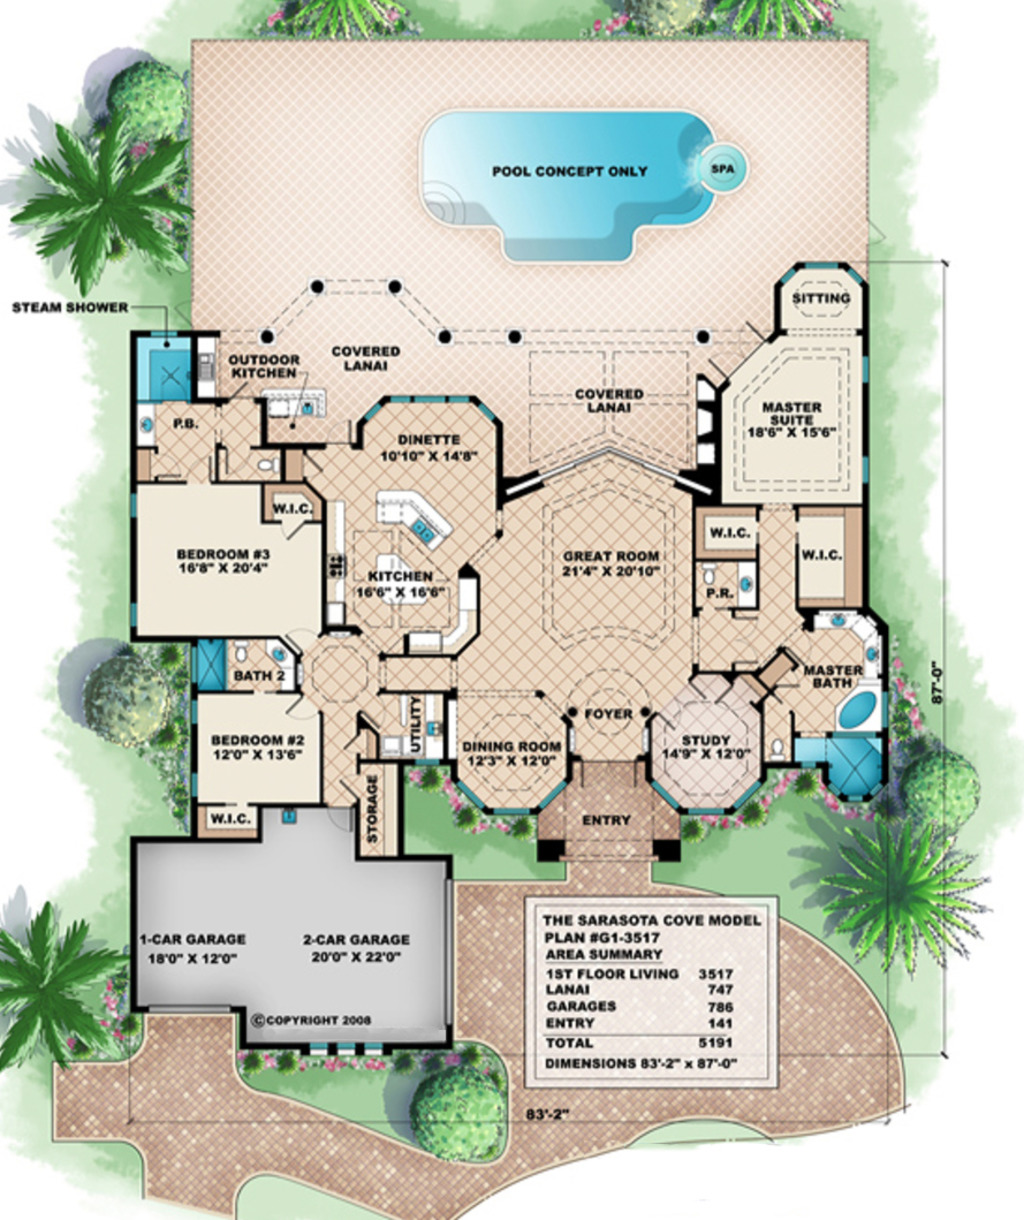 POOL CONCEPT ONLY
SPA
SITTING
STEAM SHOWER
OUTDOOR
KITCHEN
COVERED
LANAI
COVERED
LANAI
MASTER
SUITE
18'6" X 15'6"
P.B.
DINETTE
10'10" X 14'8"
W.I.C.
W.I.C.
W.I.C.
BEDROOM #3
16'8" X 20'4"
GREAT ROOM
21'4" X 20'10"
KITCHEN
16'6" X 16'6"
P.R.
BATH 2
MASTER
BATH
87'-0"
UTILITY
FOYER
BEDROOM #2
12'0" X 13'6"
DINING ROOM
12'3" X 12'0"
STUDY
14'9" X 12'0"
STORAGE
W.I.C.
ENTRY
THE SARASOTA COVE MODEL
PLAN #G1-3517
AREA SUMMARY
1ST FLOOR LIVING 3517
LANAI 747
GARAGES 786
ENTRY 141
TOTAL 5191
DIMENSIONS 83'-2" x 87'-0"
1-CAR GARAGE
18'0" X 12'0"
2-CAR GARAGE
20'0" X 22'0"
©COPYRIGHT 2008
83'-2"